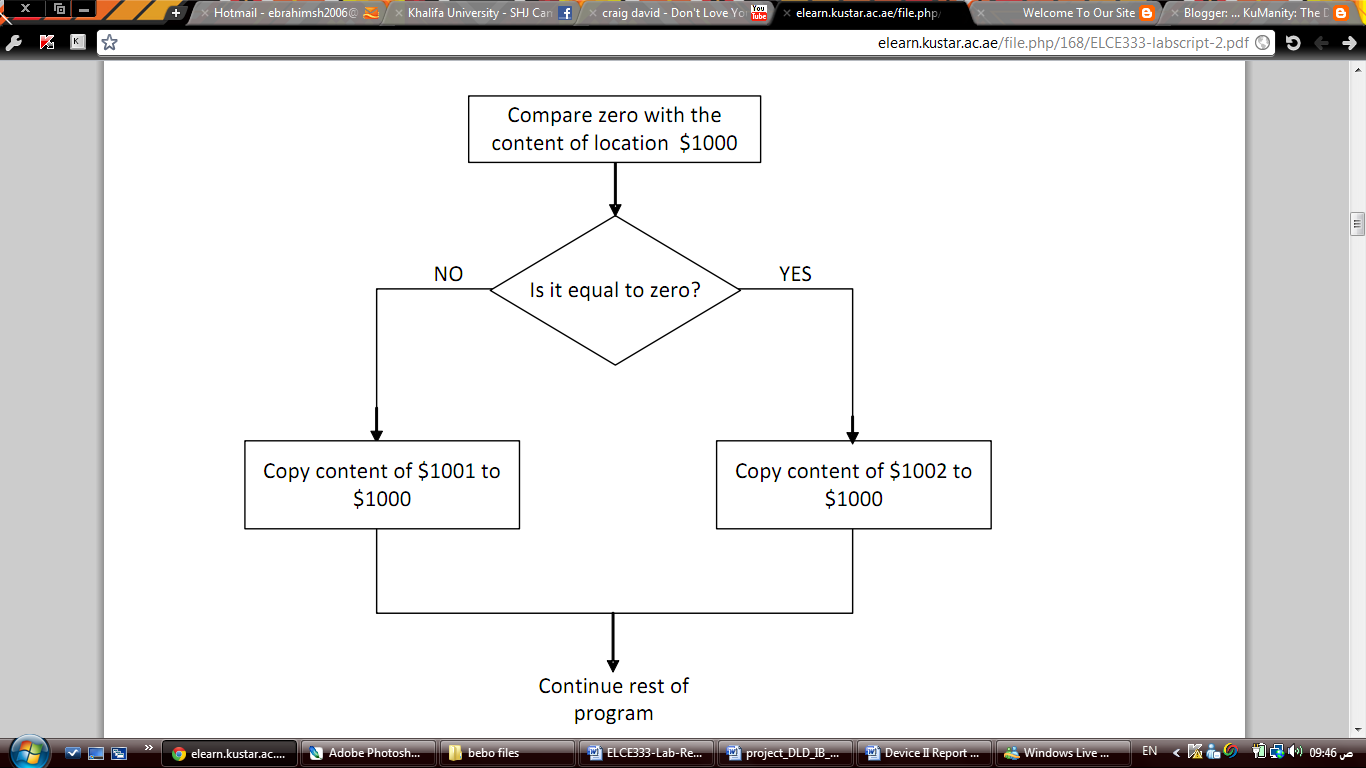 Hotmail - ebrahimsh2006@
Khalifa University - SHJ Can
craig david - Don't Love Yo
You Tube
elearn.kustar.ac.ae/file.php/
Welcome To Our Site
Blogger: ... KuManity: The D
K
elearn.kustar.ac.ae/file.php/168/ELCE333-labscript-2.pdf
Compare zero with the
content of location $1000
NO
YES
Is it equal to zero?
Copy content of $1001 to
$1000
Copy content of $1002 to
$1000
Continue rest of
program
elearn.kustar.ac....
Adobe Photosh...
bebo files
ELCE333-Lab-Re...
project_DLD_IB_...
Device II Report ...
Windows Live ...
EN
09:46 ص